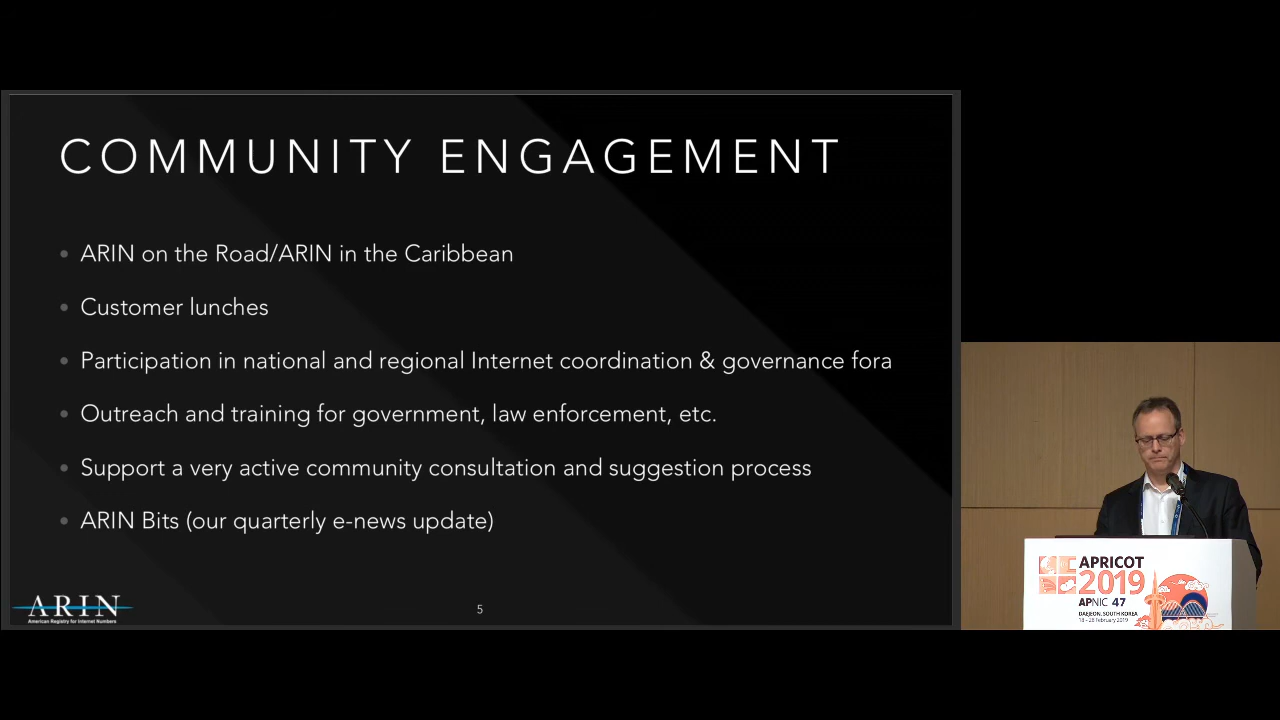 COMMUNITY ENGAGEMENT
• ARIN on the Road/ARIN in the Caribbean
• Customer lunches
• Participation in national and regional Internet coordination & governance fora
• Outreach and training for government, law enforcement, etc.
• Support a very active community consultation and suggestion process
• ARIN Bits (our quarterly e-news update)
ARIN
American Registry for Internet Numbers
5
APRICOT
2019
APNIC 47
DAEJEON, SOUTH KOREA
18 – 28 February 2019